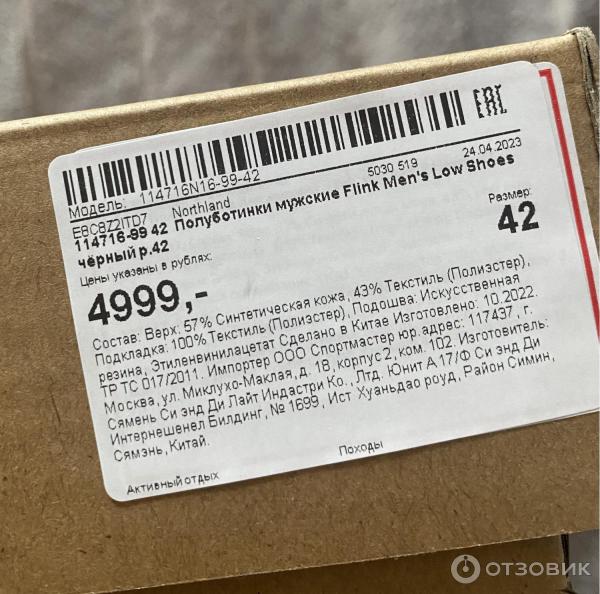 EAC
Модель: 114716N16-99-42
5030 519
24.04.2023
E8C8Z2ITD7
Northland
114716-99 42 Полуботинки мужские Flink Men's Low Shoes
чёрный р.42
Размер:
42
Цены указаны в рублях:
4999,-
Состав: Верх: 57% Синтетическая кожа, 43% Текстиль (Полиэстер),
Подкладка: 100% Текстиль (Полиэстер), Подошва: Искусственная
резина, Этиленвинилацетат Сделано в Китае Изготовлено: 10.2022.
ТР ТС 017/2011. Импортер ООО Спортмастер юр.адрес: 117437, г.
Москва, ул. Миклухо-Маклая, д. 18, корпус 2, ком. 102. Изготовитель:
Сямень Си энд Ди Лайт Индастри Ко., Лтд, Юнит А 17/Ф Си энд Ди
Интернешенел Билдинг, № 1699, Ист Хуаньдао роуд, Район Симин,
Сямэнь, Китай.
Активный отдых
Походы
ОТЗОВИК